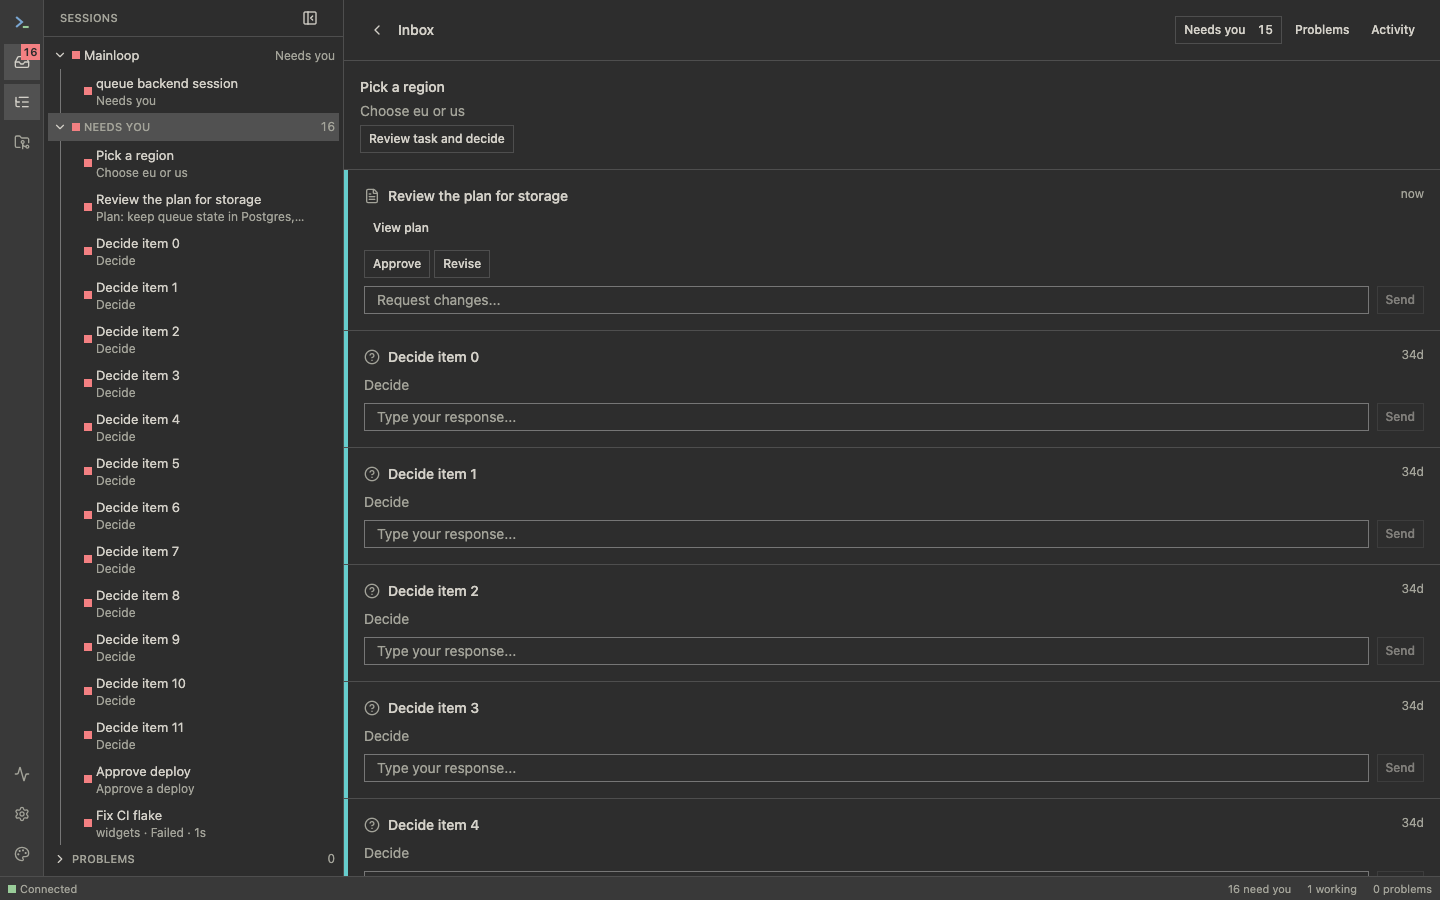 SESSIONS
16
Mainloop
Needs you
queue backend session
Needs you
NEEDS YOU
16
Pick a region
Choose eu or us
Review the plan for storage
Plan: keep queue state in Postgres,...
Decide item 0
Decide
Decide item 1
Decide
Decide item 2
Decide
Decide item 3
Decide
Decide item 4
Decide
Decide item 5
Decide
Decide item 6
Decide
Decide item 7
Decide
Decide item 8
Decide
Decide item 9
Decide
Decide item 10
Decide
Decide item 11
Decide
Approve deploy
Approve a deploy
Fix CI flake
widgets · Failed · 1s
PROBLEMS
0
Inbox
Needs you 15
Problems
Activity
Pick a region
Choose eu or us
Review task and decide
Review the plan for storage
now
View plan
Approve
Revise
Request changes...
Send
Decide item 0
34d
Decide
Type your response...
Send
Decide item 1
34d
Decide
Type your response...
Send
Decide item 2
34d
Decide
Type your response...
Send
Decide item 3
34d
Decide
Type your response...
Send
Decide item 4
34d
Decide
Connected
16 need you
1 working
0 problems